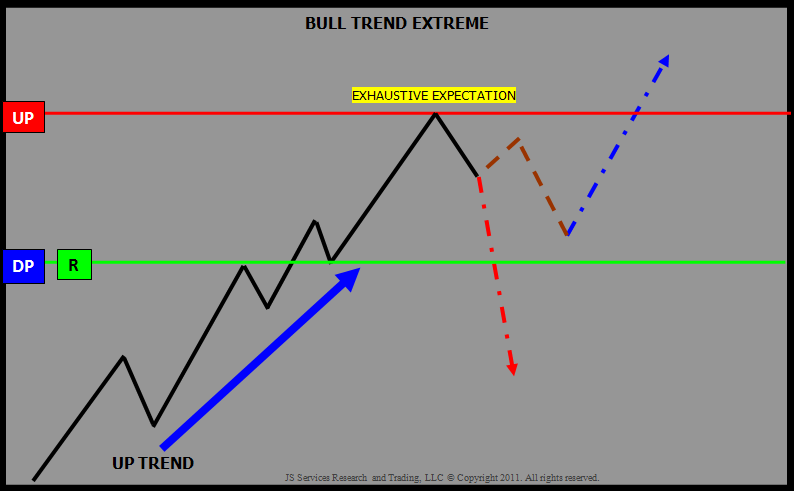 BULL TREND EXTREME
EXHAUSTIVE EXPECTATION
UP
DP
R
UP TREND
JS Services Research and Trading, LLC © Copyright 2011. All rights reserved.